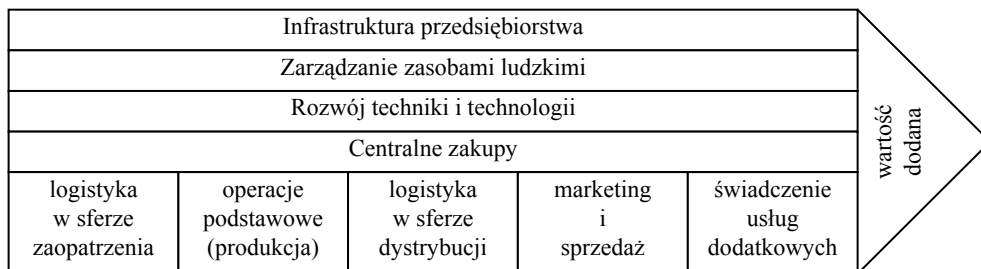 Infrastruktura przedsiębiorstwa
Zarządzanie zasobami ludzkimi
Rozwój techniki i technologii
Centralne zakupy
logistyka
w sferze
zaopatrzenia
operacje
podstawowe
(produkcja)
logistyka
w sferze
dystrybucji
marketing
i
sprzedaż
świadczenie
usług
dodatkowych
wartość
dodana